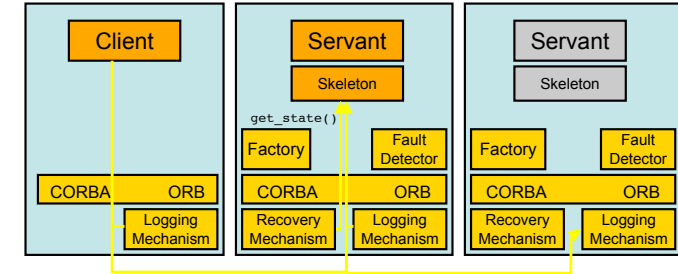 Client
CORBA ORB
Logging
Mechanism
Servant
Skeleton
get_state()
Factory
Fault
Detector
CORBA ORB
Recovery
Mechanism
Logging
Mechanism
Servant
Skeleton
Factory
Fault
Detector
CORBA ORB
Recovery
Mechanism
Logging
Mechanism